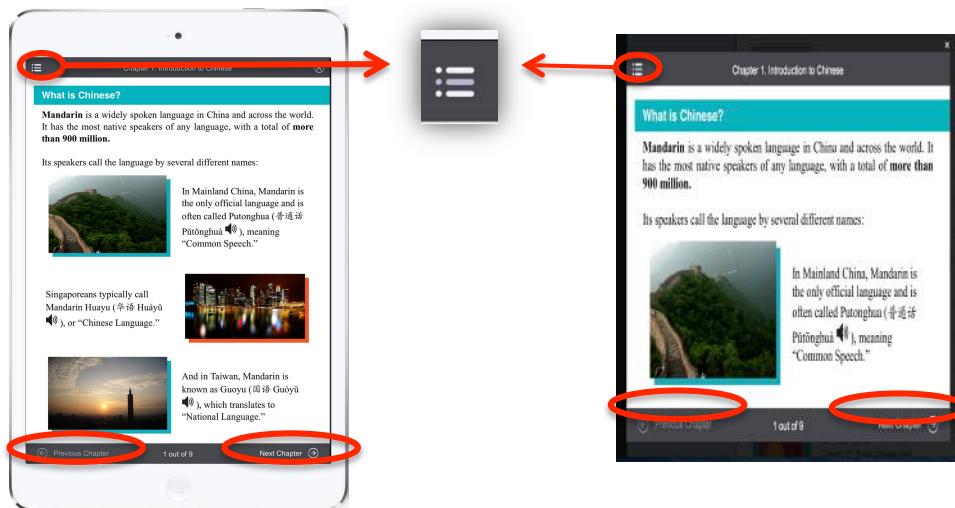 Chapter 1. Introduction to Chinese
What is Chinese?
Mandarin is a widely spoken language in China and across the world.
It has the most native speakers of any language, with a total of more
than 900 million.
Its speakers call the language by several different names:
In Mainland China, Mandarin is
the only official language and is
often called Putonghua (普通话
Pǔtōnghuà ), meaning
“Common Speech.”
Singaporeans typically call
Mandarin Huayu (华语 Huáyǔ
), or “Chinese Language.”
And in Taiwan, Mandarin is
known as Guoyu (国语 Guóyǔ
), which translates to
“National Language.”
Previous Chapter
1 out of 9
Next Chapter
x
Chapter 1. Introduction to Chinese
What is Chinese?
Mandarin is a widely spoken language in China and across the world. It
has the most native speakers of any language, with a total of more than
900 million.
Its speakers call the language by several different names:
In Mainland China, Mandarin is
the only official language and is
often called Putonghua (普通话
Pǔtōnghuà ), meaning
“Common Speech.”
Previous Chapter
1 out of 9
Next Chapter